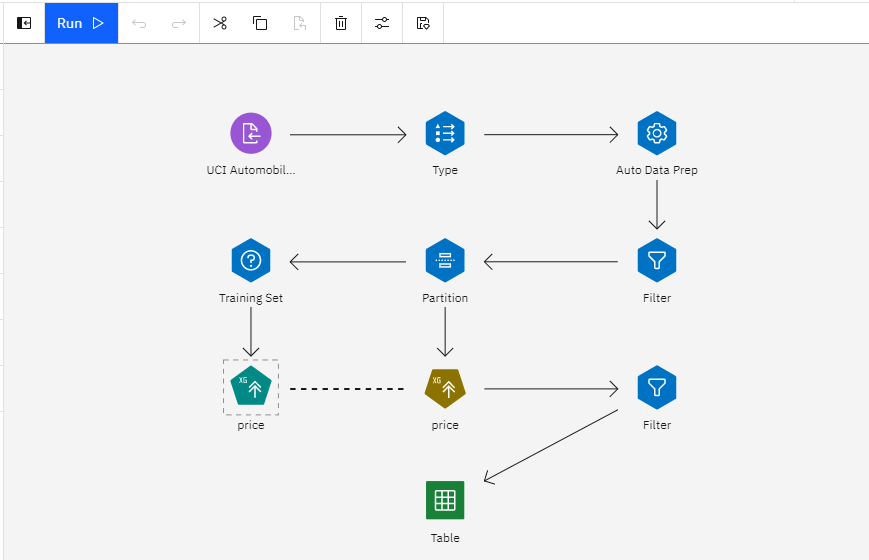 Run
UCI Automobil...
Type
Auto Data Prep
Training Set
Partition
Filter
XG
XG
price
price
Filter
Table